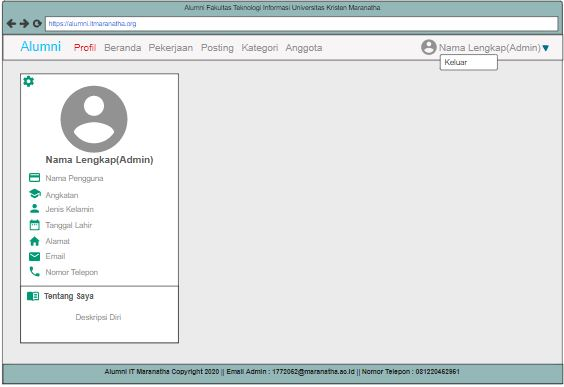 Alumni Fakultas Teknologi Informasi Universitas Kristen Maranatha
https://alumni.itmaranatha.org
Alumni Profil Beranda Pekerjaan Posting Kategori Anggota Nama Lengkap(Admin)
Keluar
Nama Lengkap(Admin)
Nama Pengguna
Angkatan
Jenis Kelamin
Tanggal Lahir
Alamat
Email
Nomor Telepon
Tentang Saya
Deskripsi Diri
Alumni IT Maranatha Copyright 2020 || Email Admin : 1772062@maranatha.ac.id || Nomor Telepon : 081220462961